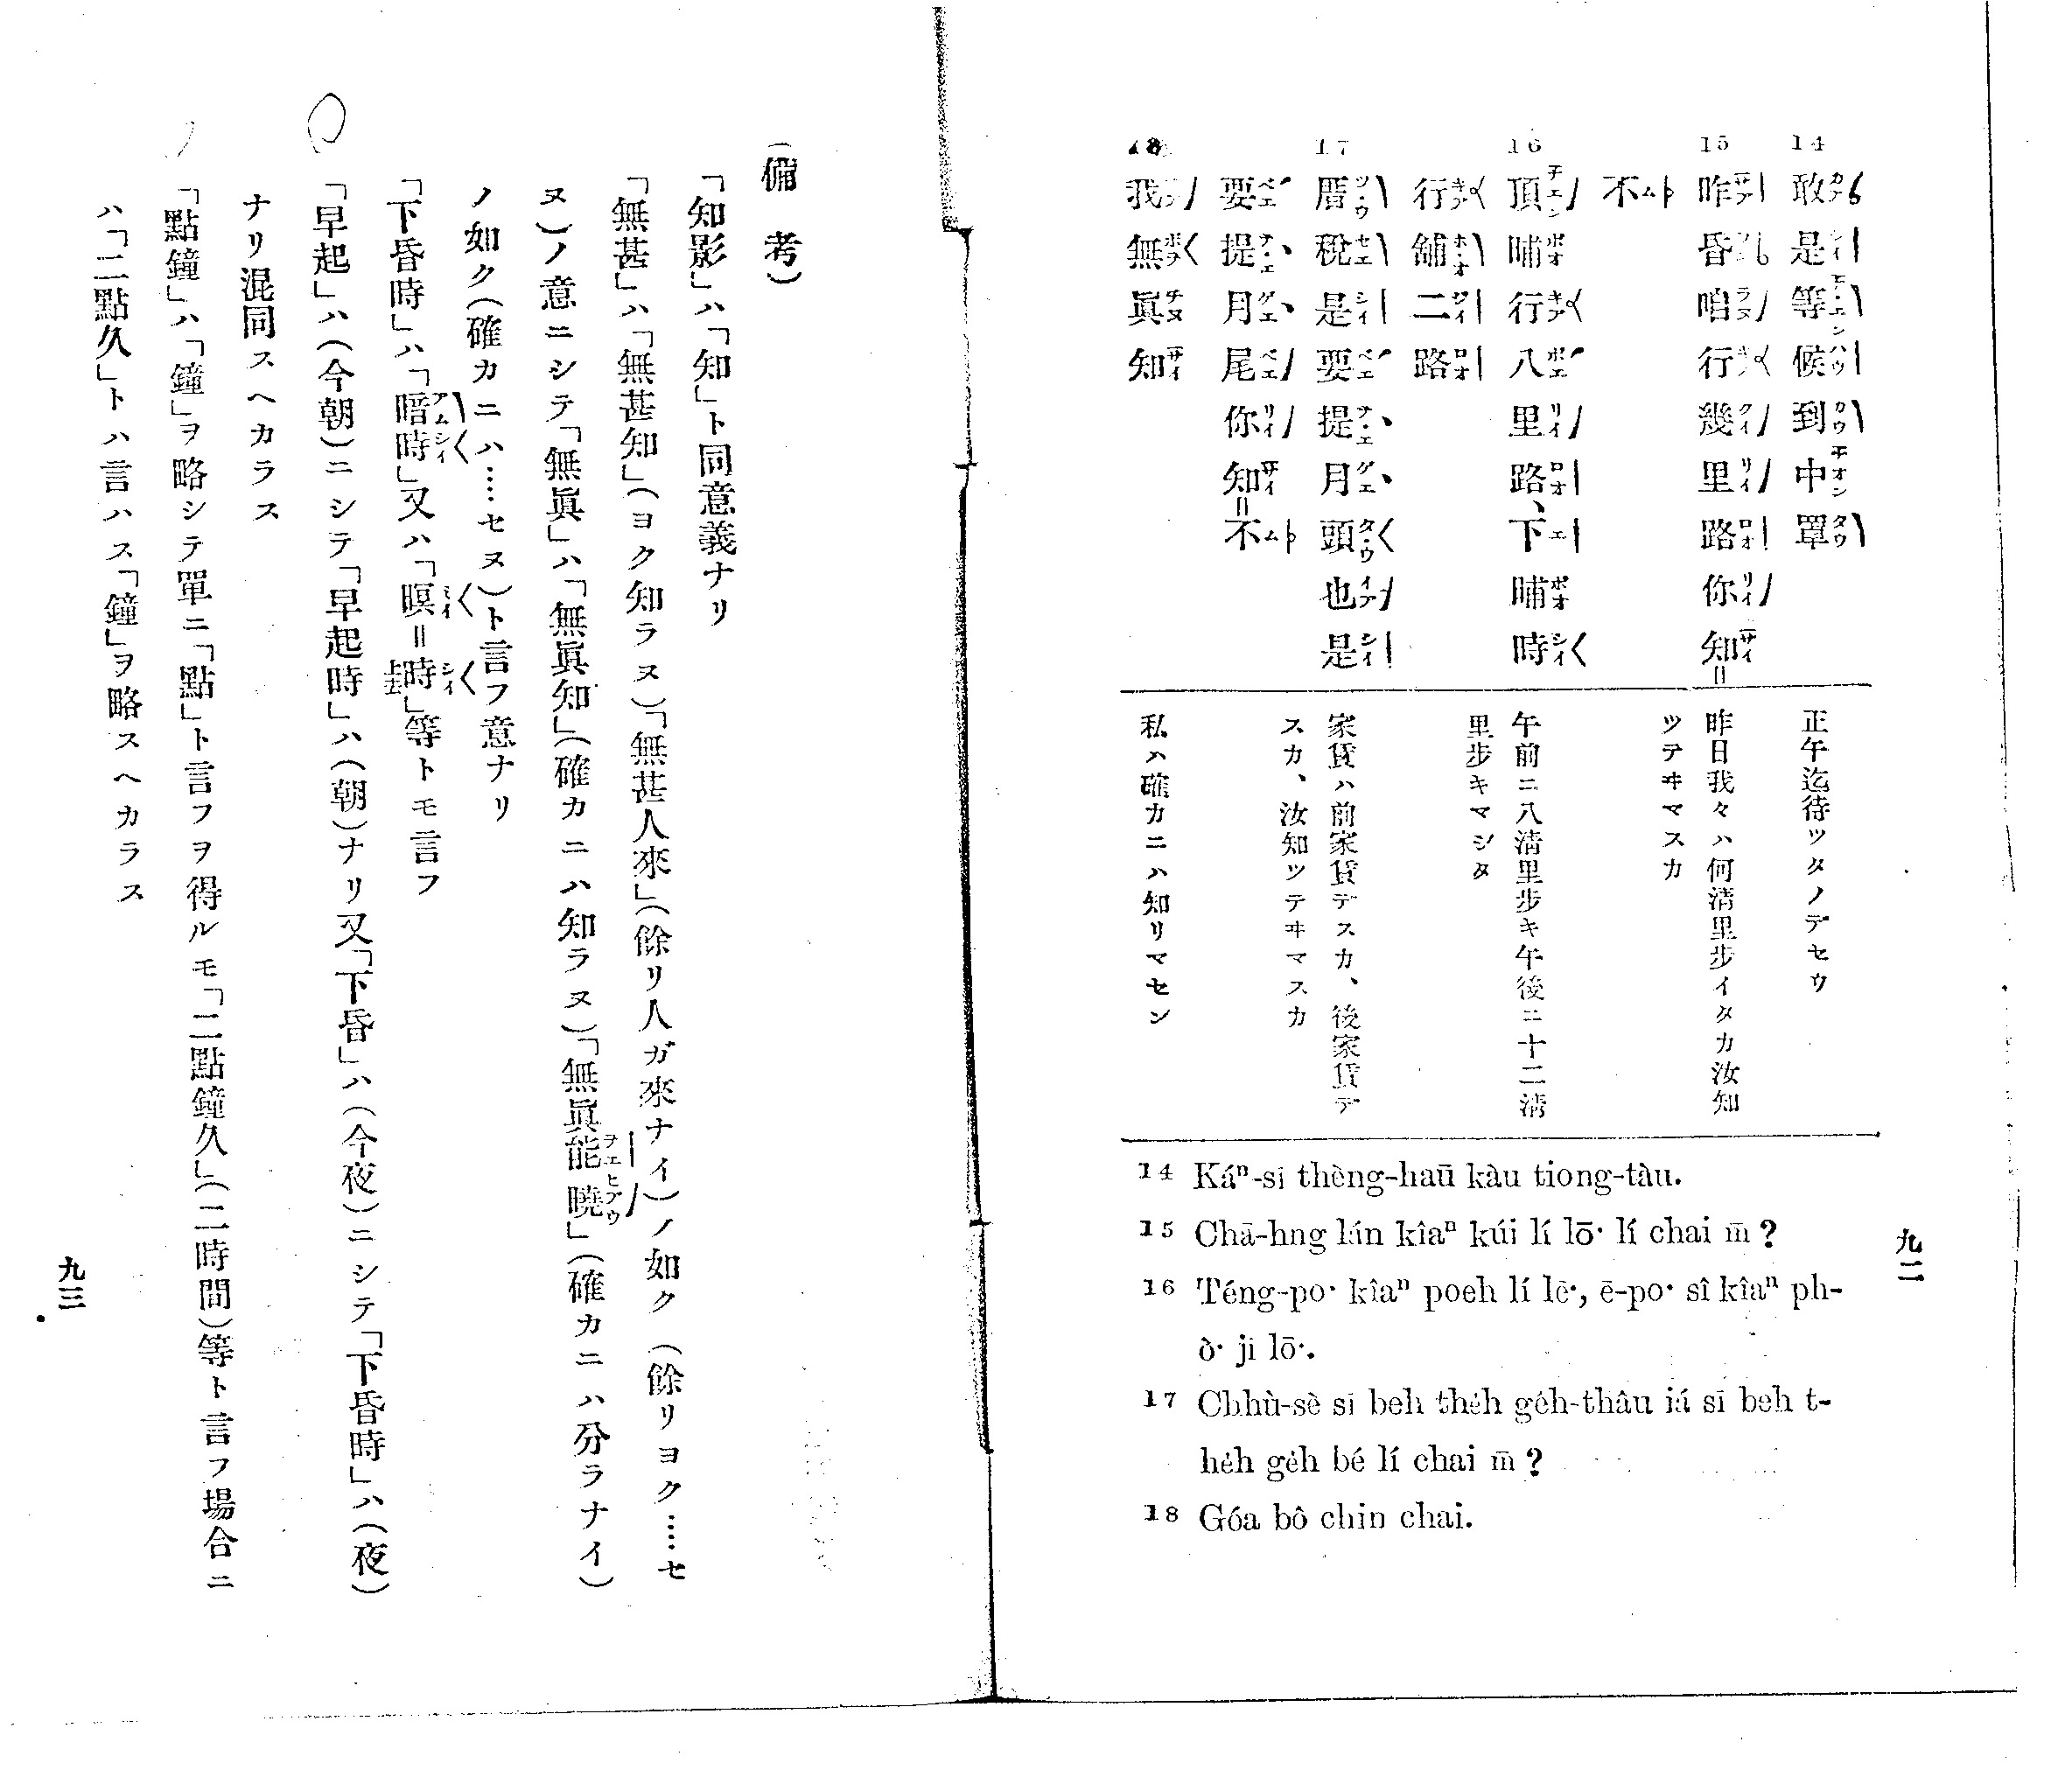 14 敢是等候到中罩
15 昨昏咱行幾里路你知=
不
16 頂晡行八里路、下晡時
行舖二路
17 厝稅是要提月頭也是
要提月尾你知=不
18 我無眞知
正午迄待ツタノデセウ
昨日我々ハ何淸里步イタカ汝知
ツテヰマスカ
午前ニ八淸里步キ午後ニ十二淸
里步キマシタ
家賃ハ前家賃デスカ、後家賃デ
スカ、汝知ツテヰマスカ
私ハ確カニハ知リマセン
14 Káⁿ-sī thèng-haū kàu tiong-tàu.
15 Chā-hng lán kîaⁿ kúi lí lō· lí chai m̄ ?
16 Téng-po· kîaⁿ poeh lí lē·, ē-po· sî kîaⁿ ph-
ò· jī lō·.
17 Chhù-sè sī beh the̍h ge̍h-thâu iá sī beh t-
he̍h ge̍h bé lí chai m̄ ?
18 Góa bô chin chai.
九二
(備考)
「知影」ハ「知」ト同意義ナリ
「無甚」ハ「無甚知」(ヨク知ラヌ)「無甚人來」(餘リ人ガ來ナイ)ノ如ク(餘リヨク……セ
ヌ)ノ意ニシテ「無眞」ハ「無眞知」(確カニハ知ラヌ)「無眞能曉」(確カニハ分ラナイ)
ノ如ク(確カニハ……セヌ)ト言フ意ナリ
「下昏時」ハ「暗時」又ハ「暝=時」等トモ言フ
「早起」ハ(今朝)ニシテ「早起時」ハ(朝)ナリ又「下昏」ハ(今夜)ニシテ「下昏時」ハ(夜)
ナリ混同スヘカラス
「點鐘」ハ「鐘」ヲ略シテ單ニ「點」ト言フヲ得ルモ「二點鐘久」(二時間)等ト言フ場合ニ
ハ「二點久」トハ言ハス「鐘」ヲ略スヘカラス
九三